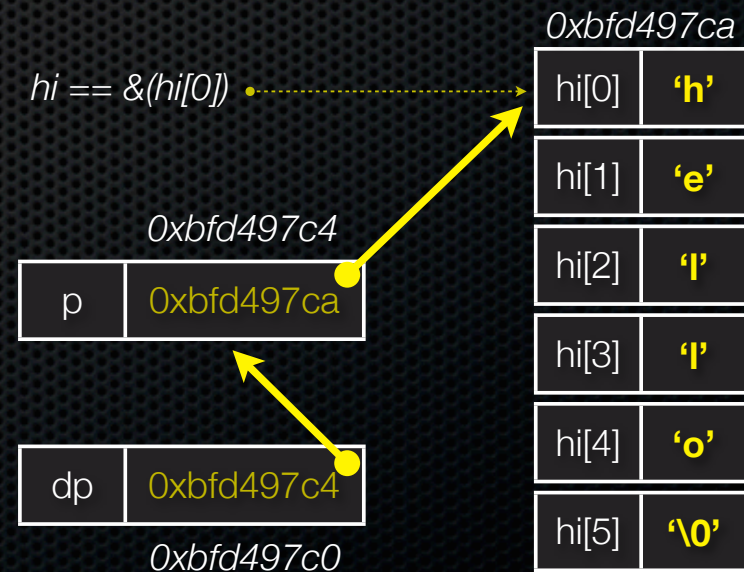 0xbfd497ca
hi == &(hi[0])
hi[0] ‘h’
hi[1] ‘e’
0xbfd497c4
hi[2] ‘l’
p 0xbfd497ca
hi[3] ‘l’
hi[4] ‘o’
dp 0xbfd497c4
hi[5] ‘\0’
0xbfd497c0